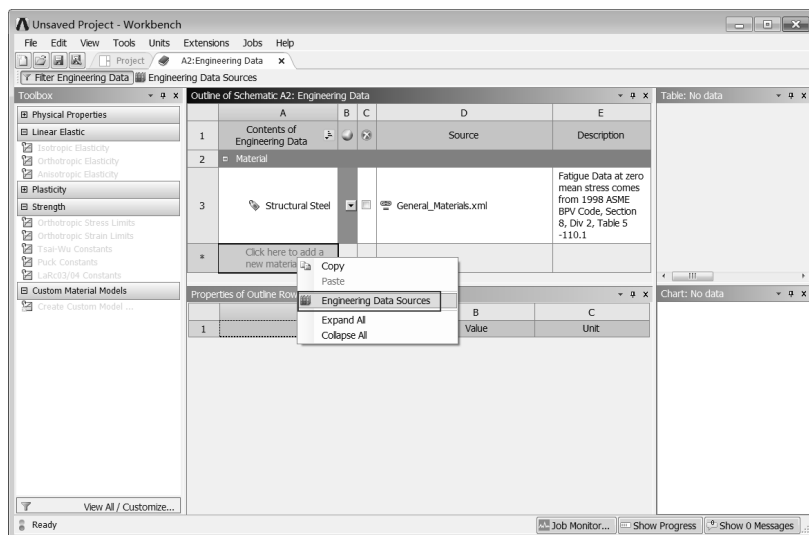 Unsaved Project - Workbench
File Edit View Tools Units Extensions Jobs Help
Project A2:Engineering Data
Filter Engineering Data Engineering Data Sources
Toolbox
Physical Properties
Linear Elastic
Isotropic Elasticity
Orthotropic Elasticity
Anisotropic Elasticity
Plasticity
Strength
Orthotropic Stress Limits
Orthotropic Strain Limits
Tsai-Wu Constants
Puck Constants
LaRc03/04 Constants
Custom Material Models
Create Custom Model ...
View All / Customize...
Outline of Schematic A2: Engineering Data
A B C D E
1 Contents of Engineering Data Source Description
2 Material
3 Structural Steel General_Materials.xml
Fatigue Data at zero
mean stress comes
from 1998 ASME
BPV Code, Section
8, Div 2, Table 5
-110.1
* Click here to add a
new materia
Copy
Paste
Engineering Data Sources
Expand All
Collapse All
Properties of Outline Row
B C
1 Value Unit
Table: No data
Chart: No data
Ready
Job Monitor... Show Progress Show 0 Messages